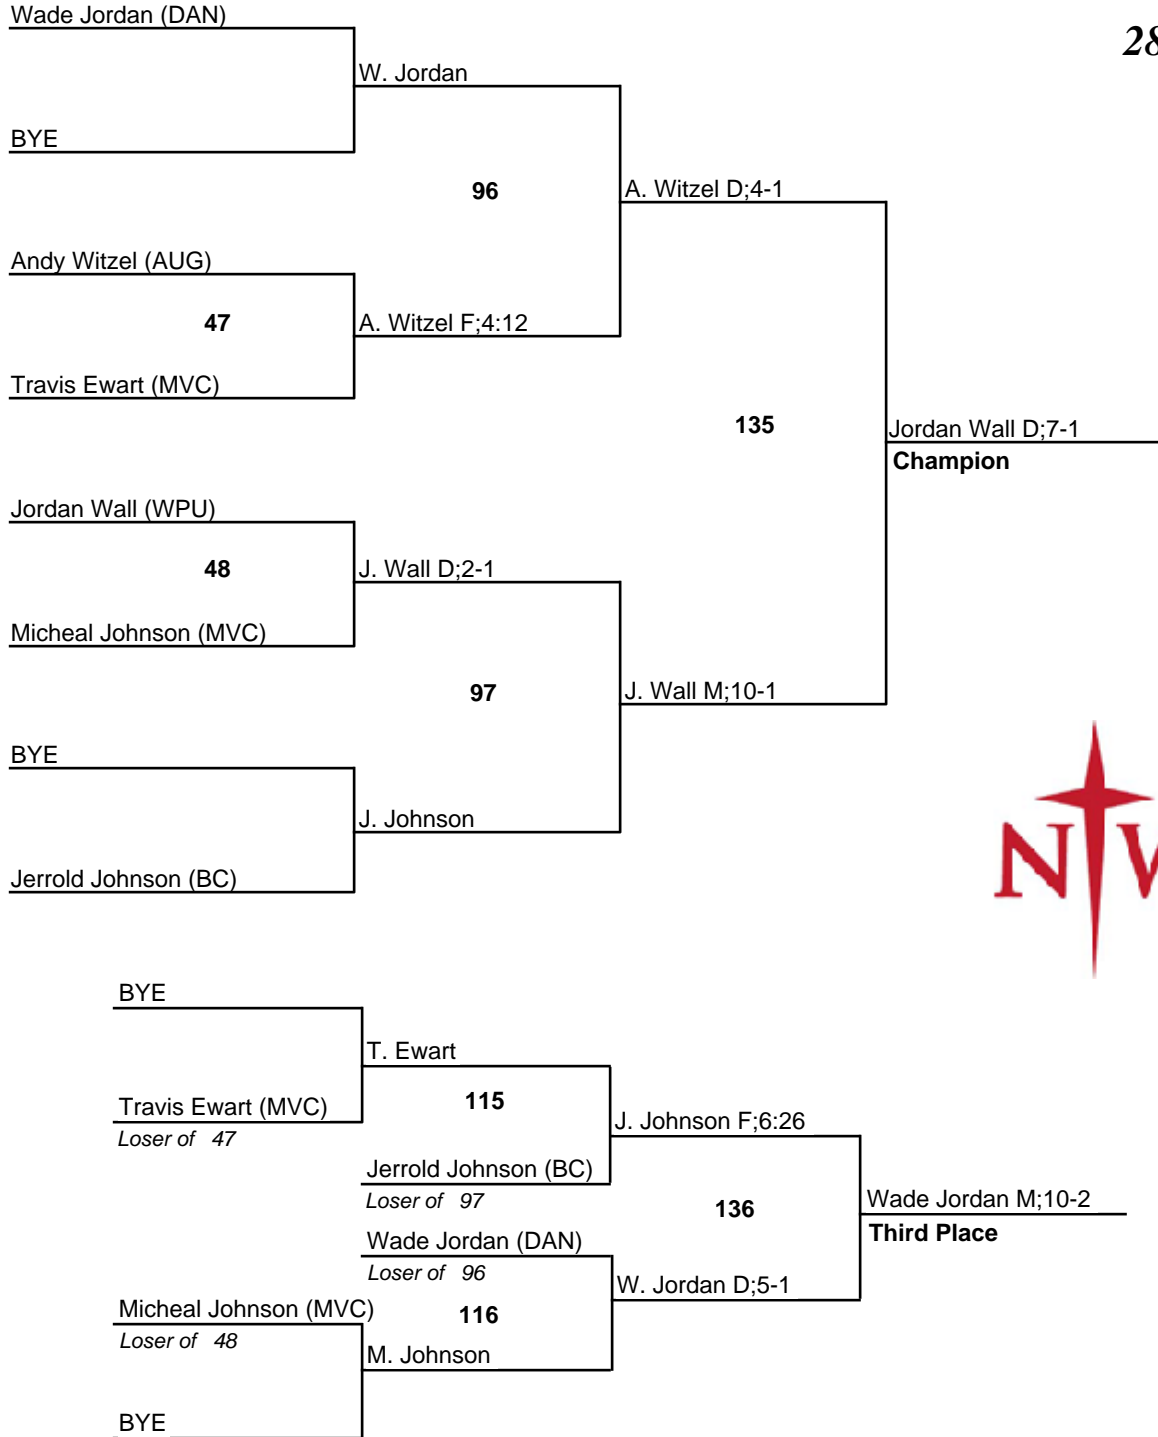 Wade Jordan (DAN)
28
W. Jordan
BYE
96
A. Witzel D;4-1
Andy Witzel (AUG)
47
A. Witzel F;4:12
Travis Ewart (MVC)
135
Jordan Wall D;7-1
Champion
Jordan Wall (WPU)
48
J. Wall D;2-1
Micheal Johnson (MVC)
97
J. Wall M;10-1
BYE
J. Johnson
Jerrold Johnson (BC)
N W
BYE
T. Ewart
Travis Ewart (MVC)
115
Loser of 47
J. Johnson F;6:26
Jerrold Johnson (BC)
Loser of 97
136
Wade Jordan M;10-2
Third Place
Wade Jordan (DAN)
Loser of 96
W. Jordan D;5-1
Micheal Johnson (MVC)
116
Loser of 48
M. Johnson
BYE